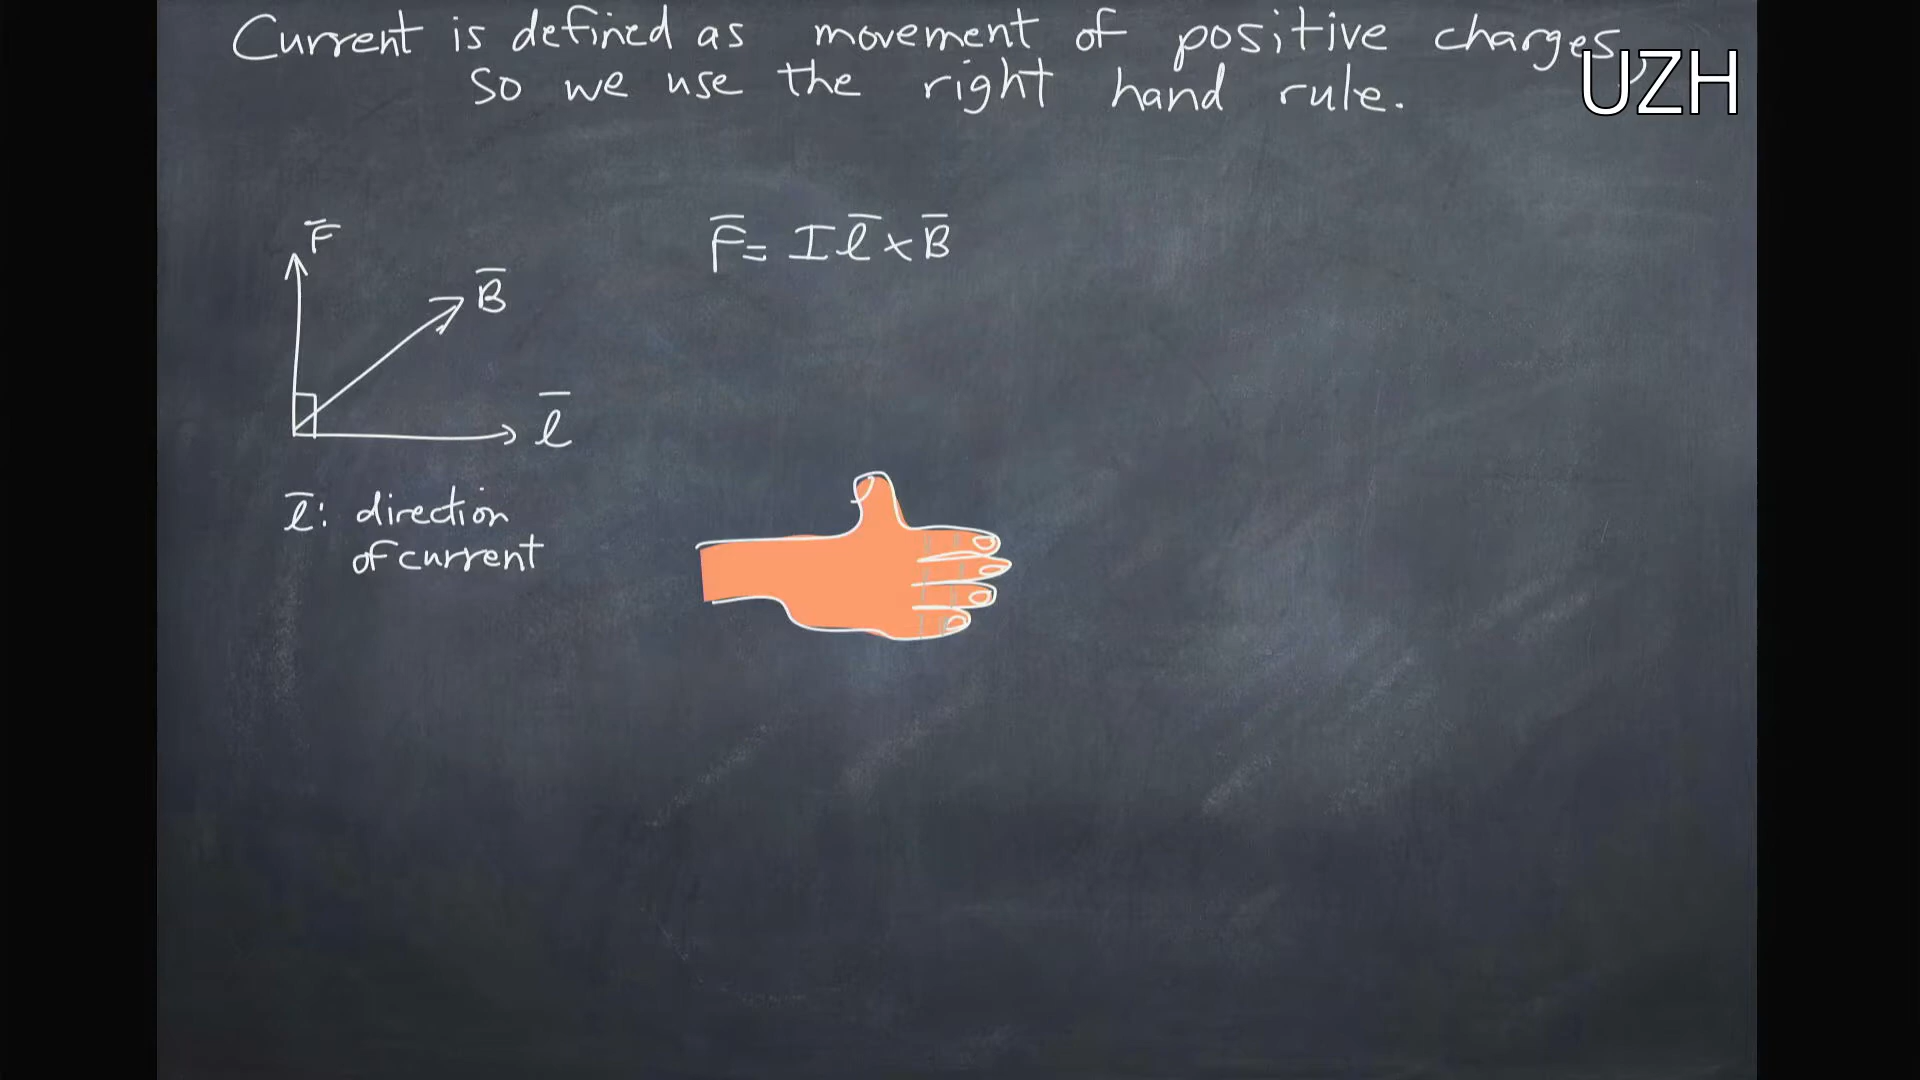 Current is defined as movement of positive charges,
so we use the right hand rule.
UZH
F̅
F̅ = I ℓ̅ × B̅
B̅
ℓ̅
ℓ̅: direction
of current